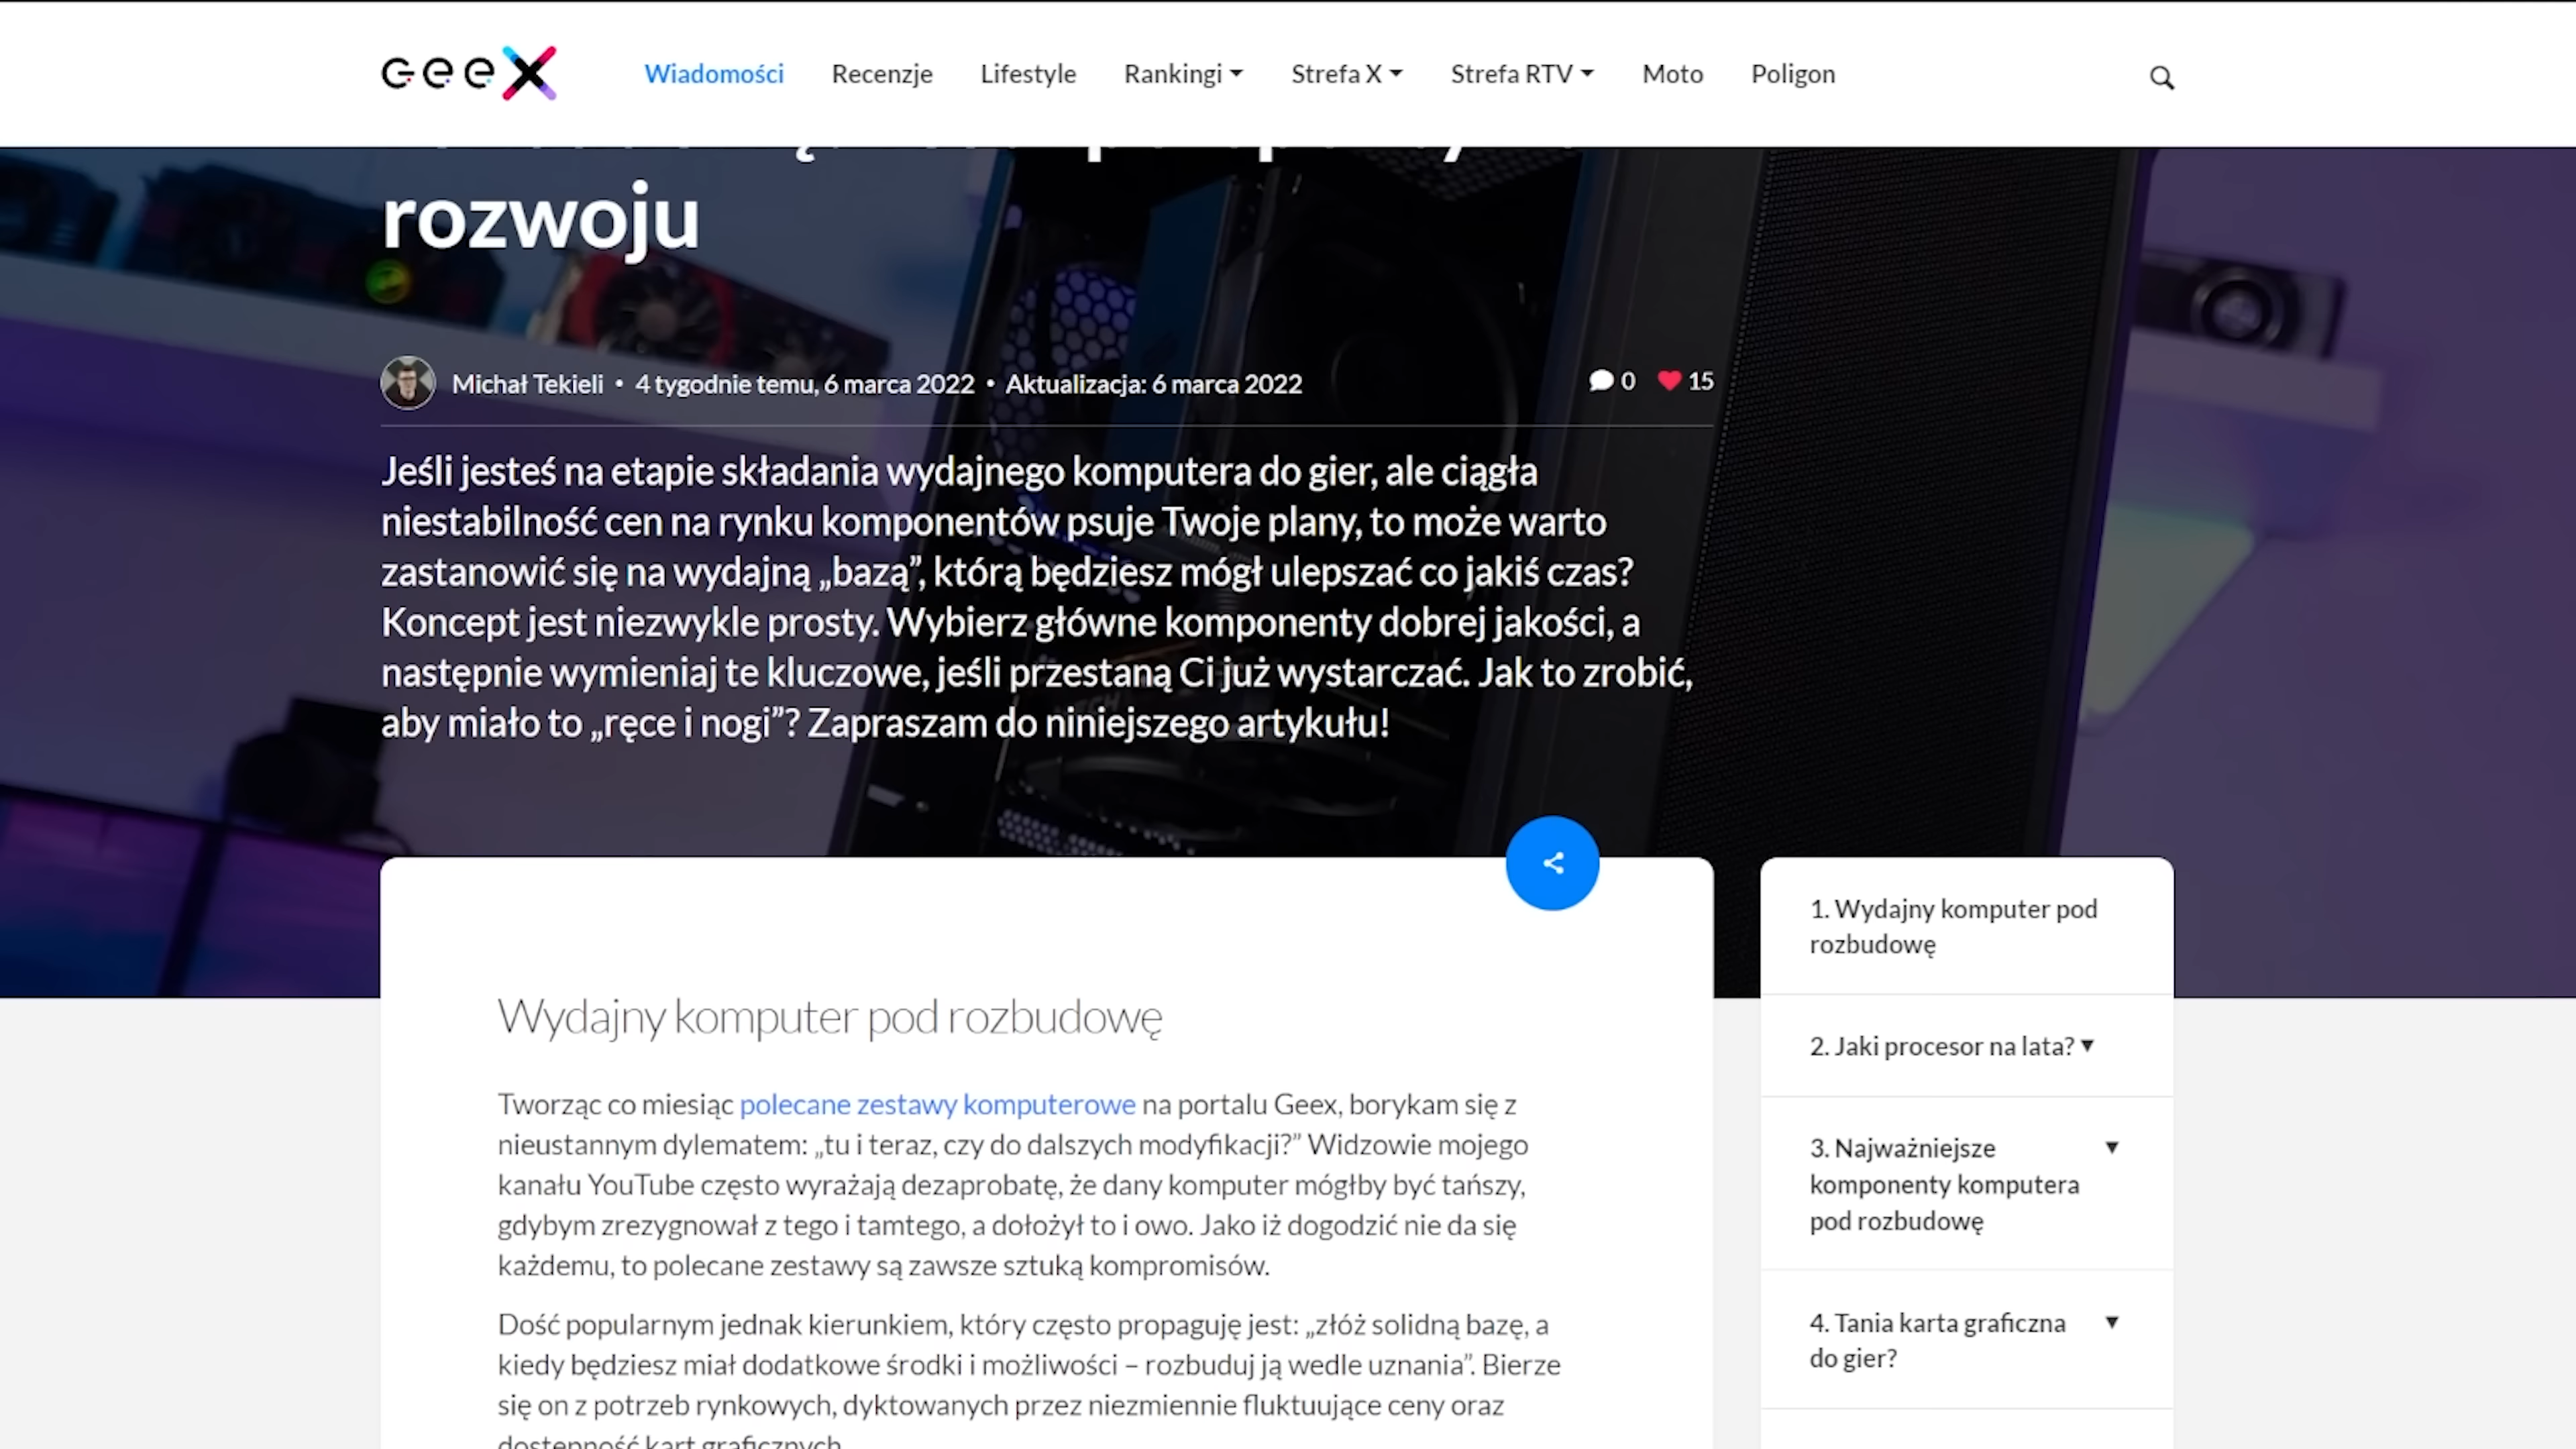 GeeX
Wiadomości
Recenzje
Lifestyle
Rankingi
Strefa X
Strefa RTV
Moto
Poligon
rozwoju
Michał Tekieli • 4 tygodnie temu, 6 marca 2022 • Aktualizacja: 6 marca 2022
0
15
Jeśli jesteś na etapie składania wydajnego komputera do gier, ale ciągła
niestabilność cen na rynku komponentów psuje Twoje plany, to może warto
zastanowić się na wydajną „bazą”, którą będziesz mógł ulepszać co jakiś czas?
Koncept jest niezwykle prosty. Wybierz główne komponenty dobrej jakości, a
następnie wymieniaj te kluczowe, jeśli przestaną Ci już wystarczać. Jak to zrobić,
aby miało to „ręce i nogi”? Zapraszam do niniejszego artykułu!
Wydajny komputer pod rozbudowę
Tworząc co miesiąc polecane zestawy komputerowe na portalu Geex, borykam się z
nieustannym dylematem: „tu i teraz, czy do dalszych modyfikacji?” Widzowie mojego
kanału YouTube często wyrażają dezaprobatę, że dany komputer mógłby być tańszy,
gdybym zrezygnował z tego i tamtego, a dołożył to i owo. Jako iż dogodzić nie da się
każdemu, to polecane zestawy są zawsze sztuką kompromisów.
Dość popularnym jednak kierunkiem, który często propaguję jest: „złóż solidną bazę, a
kiedy będziesz miał dodatkowe środki i możliwości – rozbuduj ją wedle uznania”. Bierze
się on z potrzeb rynkowych, dyktowanych przez niezmiennie fluktuujące ceny oraz
dostępność kart graficznych.
1. Wydajny komputer pod
rozbudowę
2. Jaki procesor na lata? ▼
3. Najważniejsze ▼
komponenty komputera
pod rozbudowę
4. Tania karta graficzna ▼
do gier?